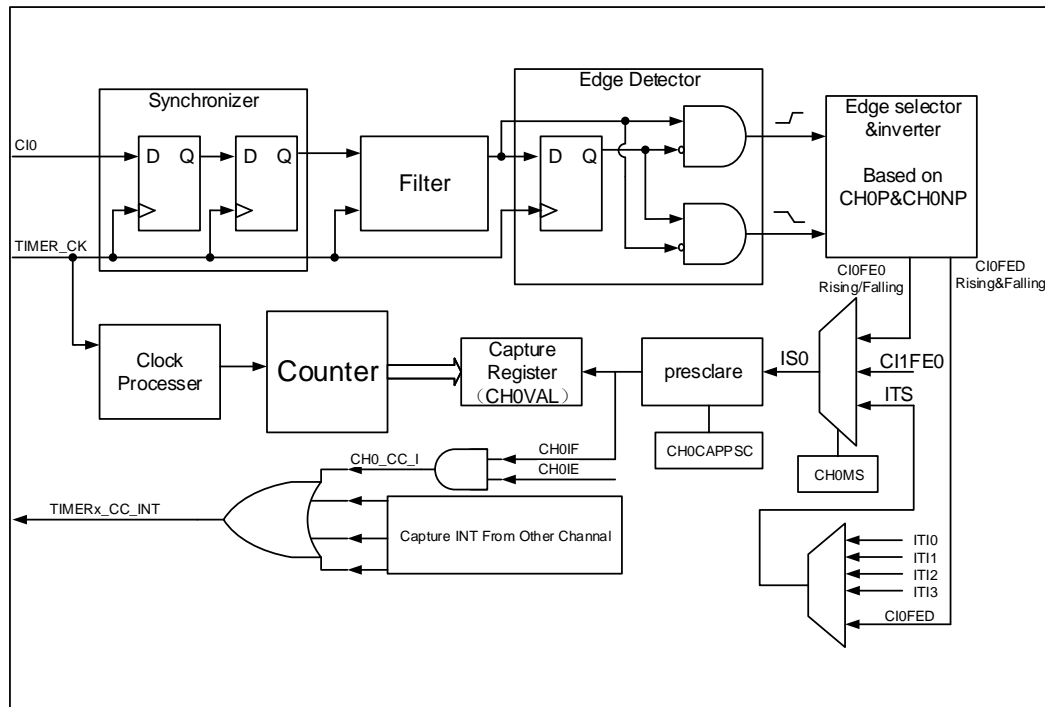 Edge Detector
Synchronizer
Edge selector
&inverter
Based on
CH0P&CH0NP
CI0
D Q
D Q
Filter
D Q
TIMER_CK
CI0FE0
Rising/Falling
CI0FED
Rising&Falling
Clock
Processer
Counter
Capture
Register
（CH0VAL）
presclare
IS0
CI1FE0
ITS
CH0CAPPSC
CH0MS
CH0_CC_I
CH0IF
CH0IE
TIMERx_CC_INT
Capture INT From Other Channel
ITI0
ITI1
ITI2
ITI3
CI0FED